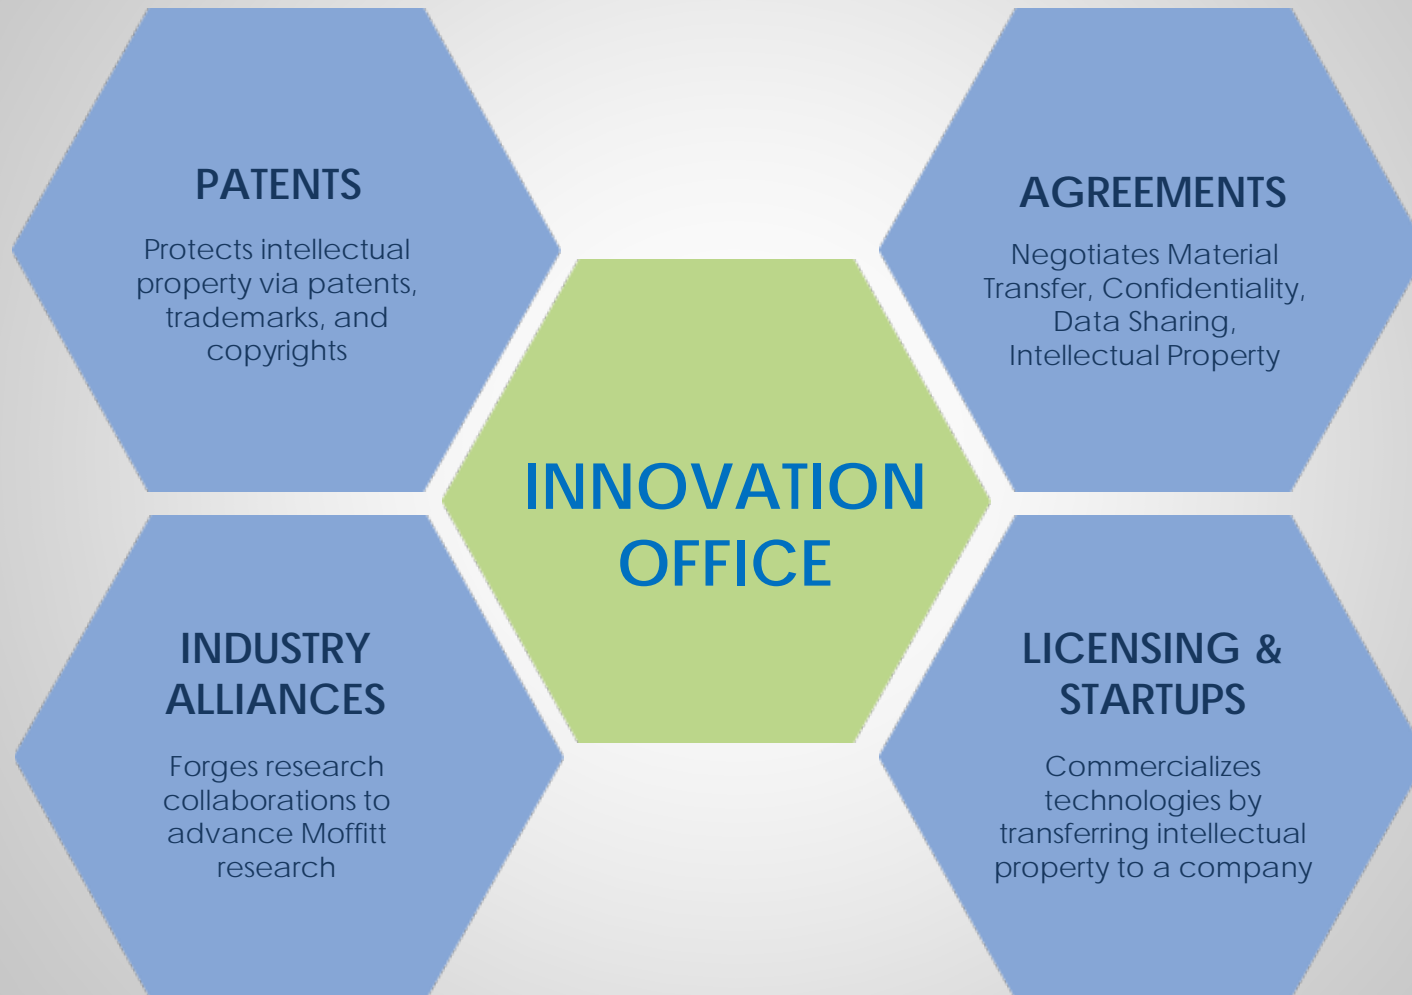 PATENTS
Protects intellectual
property via patents,
trademarks, and
copyrights
AGREEMENTS
Negotiates Material
Transfer, Confidentiality,
Data Sharing,
Intellectual Property
INNOVATION
OFFICE
INDUSTRY
ALLIANCES
Forges research
collaborations to
advance Moffitt
research
LICENSING &
STARTUPS
Commercializes
technologies by
transferring intellectual
property to a company